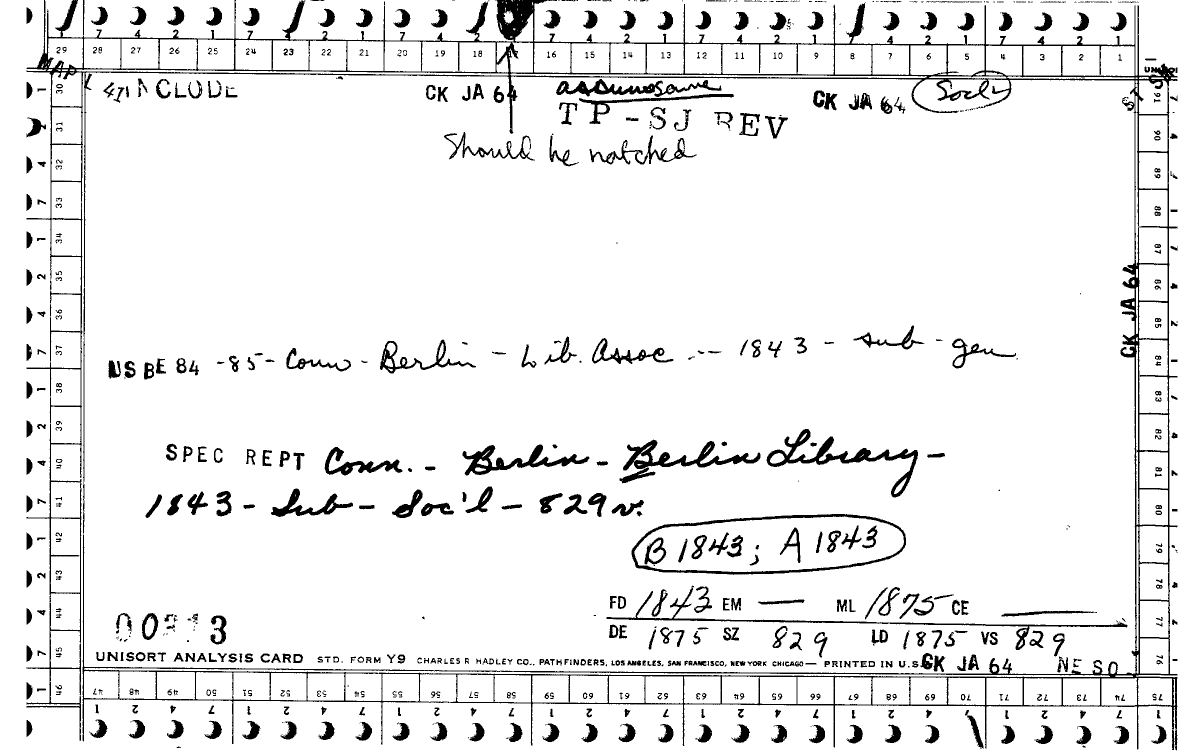 7 4 2 1 7 4 2 1 7 4 2 1 7 4 2 1 7 4 2 1 7 4 2 1 7 4 2 1
29 28 27 26 25 24 23 22 21 20 19 18 17 16 15 14 13 12 11 10 9 8 7 6 5 4 3 2 1
MAP
INCLUDE CK JA 64 assumosame CK JA 64 Socl
TP-SJ REV
Should be notched
CK JA 64
US BE 84 -85- Conn - Berlin - Lib. Assoc -- 1843 - sub - gen
SPEC REPT Conn. - Berlin - Berlin Library -
1843 - Sub - Soc'l - 829 v.
B 1843; A 1843
FD 1843 EM — ML 1875 CE —
00313 DE 1875 SZ 829 LD 1875 VS 829
UNISORT ANALYSIS CARD STD. FORM Y9 CHARLES R HADLEY CO., PATHFINDERS, LOS ANGELES, SAN FRANCISCO, NEW YORK CHICAGO — PRINTED IN U.S. CK JA 64 NE SO
30 31 32 33 34 35 36 37 38 39 40 41 42 43 44 45 46
91 90 89 88 87 86 85 84 83 82 81 80 79 78 77 76 75
47 48 49 50 51 52 53 54 55 56 57 58 59 60 61 62 63 64 65 66 67 68 69 70 71 72 73 74 75
1 2 4 7 1 2 4 7 1 2 4 7 1 2 4 7 1 2 4 7 1 2 4 7 1 2 4 7 1